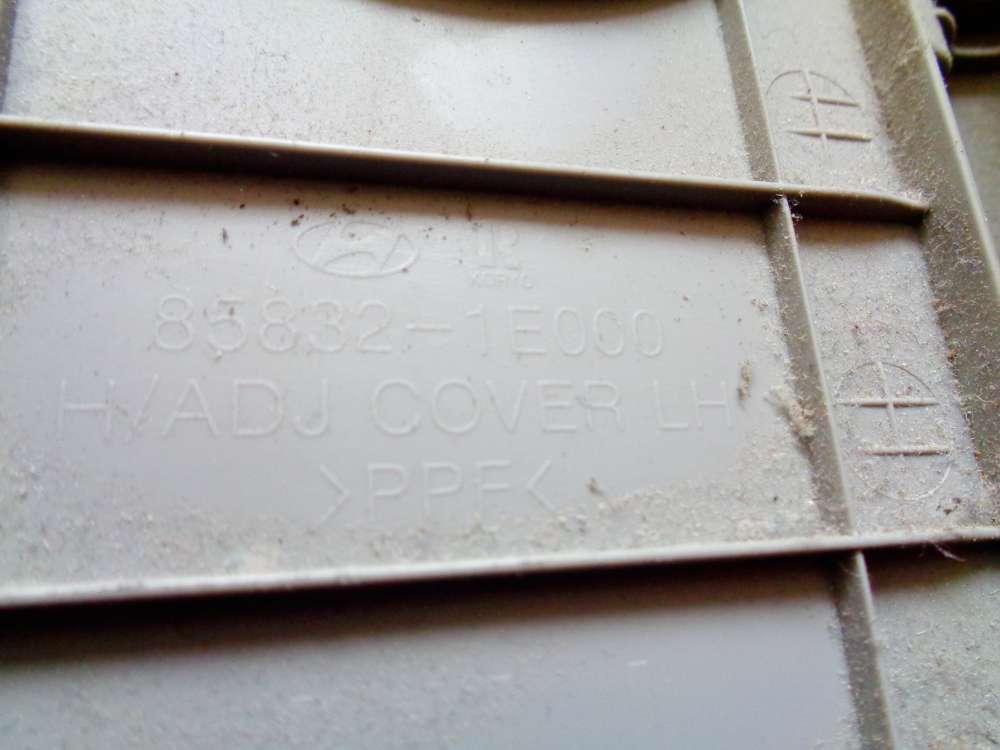 85832-1E000
H/ADJ COVER LH
>PPF<